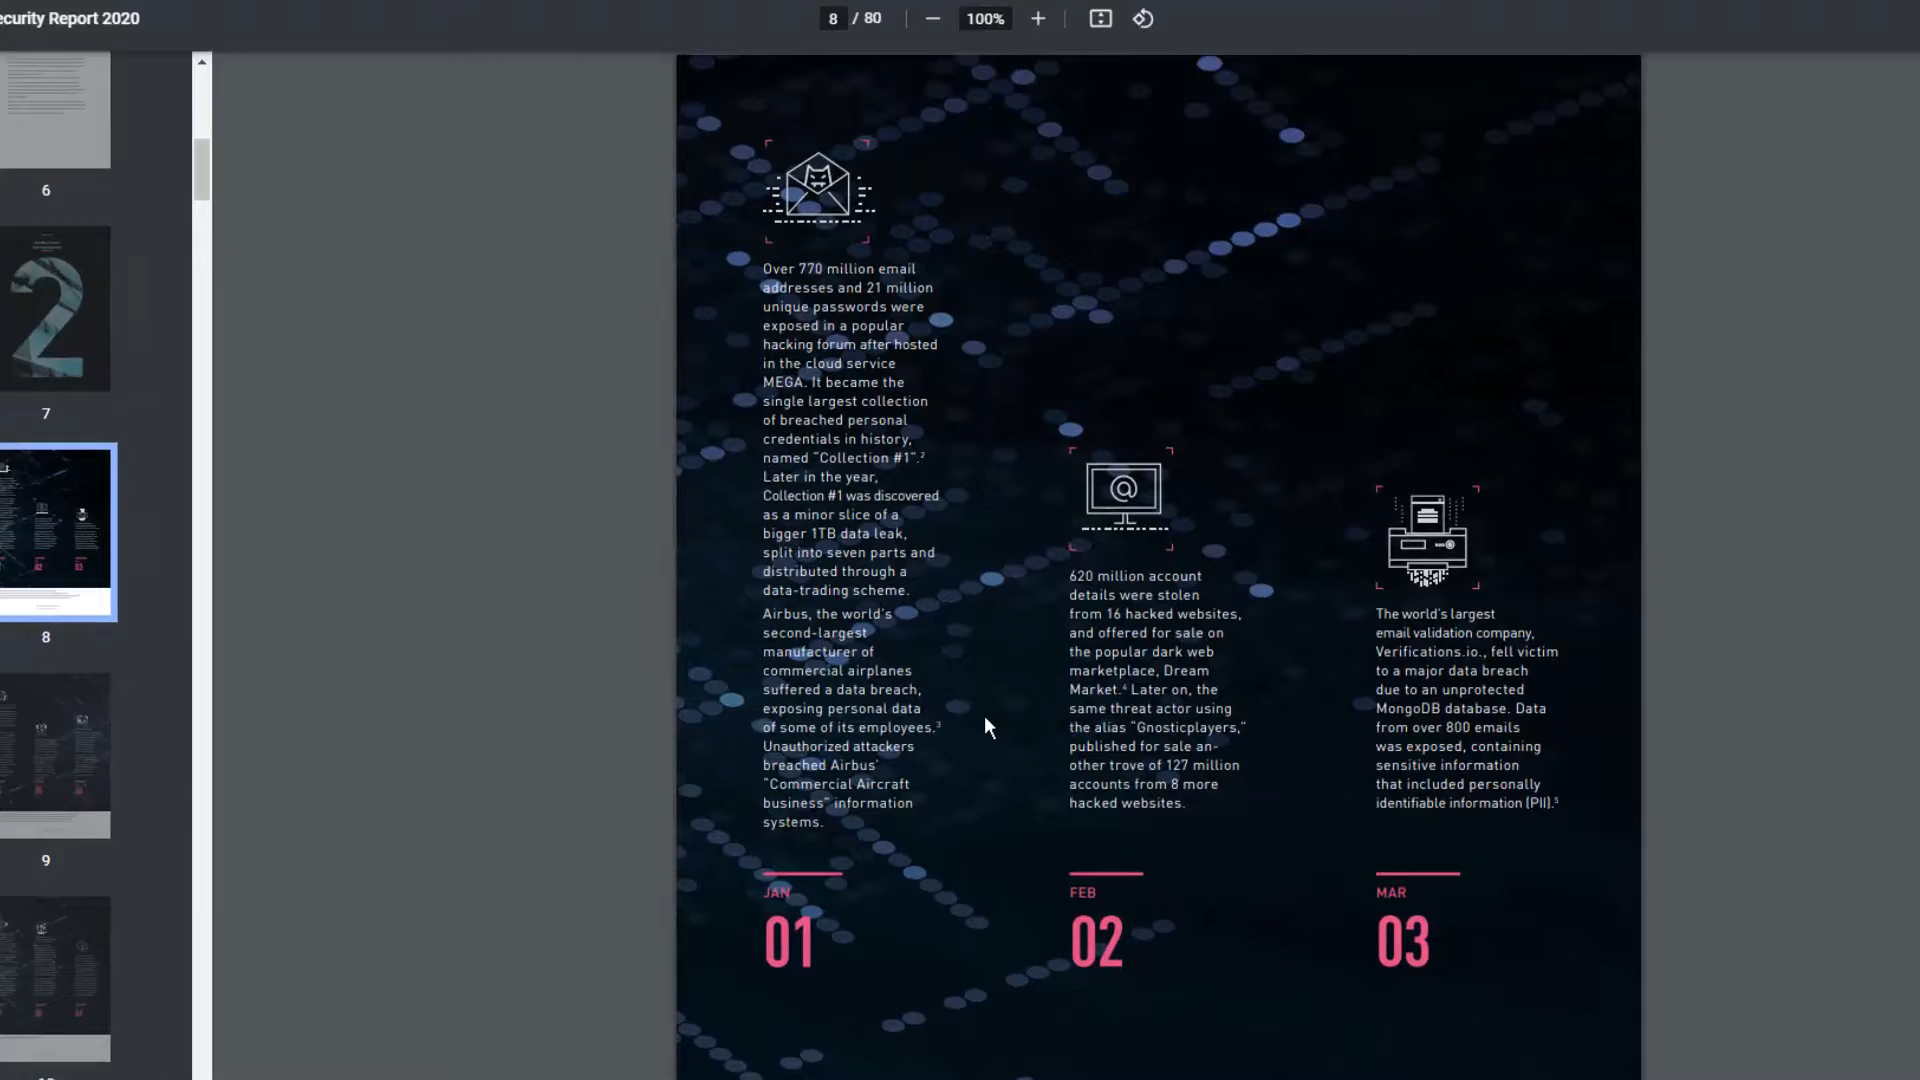 ecurity Report 2020
8 / 80
100%
6
2
7
8
9
Over 770 million email
addresses and 21 million
unique passwords were
exposed in a popular
hacking forum after hosted
in the cloud service
MEGA. It became the
single largest collection
of breached personal
credentials in history,
named “Collection #1”.²
Later in the year,
Collection #1 was discovered
as a minor slice of a
bigger 1TB data leak,
split into seven parts and
distributed through a
data-trading scheme.
Airbus, the world’s
second-largest
manufacturer of
commercial airplanes
suffered a data breach,
exposing personal data
of some of its employees.³
Unauthorized attackers
breached Airbus’
“Commercial Aircraft
business” information
systems.
JAN
01
@
620 million account
details were stolen
from 16 hacked websites,
and offered for sale on
the popular dark web
marketplace, Dream
Market.⁴ Later on, the
same threat actor using
the alias “Gnosticplayers,”
published for sale an-
other trove of 127 million
accounts from 8 more
hacked websites.
FEB
02
The world’s largest
email validation company,
Verifications.io., fell victim
to a major data breach
due to an unprotected
MongoDB database. Data
from over 800 emails
was exposed, containing
sensitive information
that included personally
identifiable information (PII).⁵
MAR
03